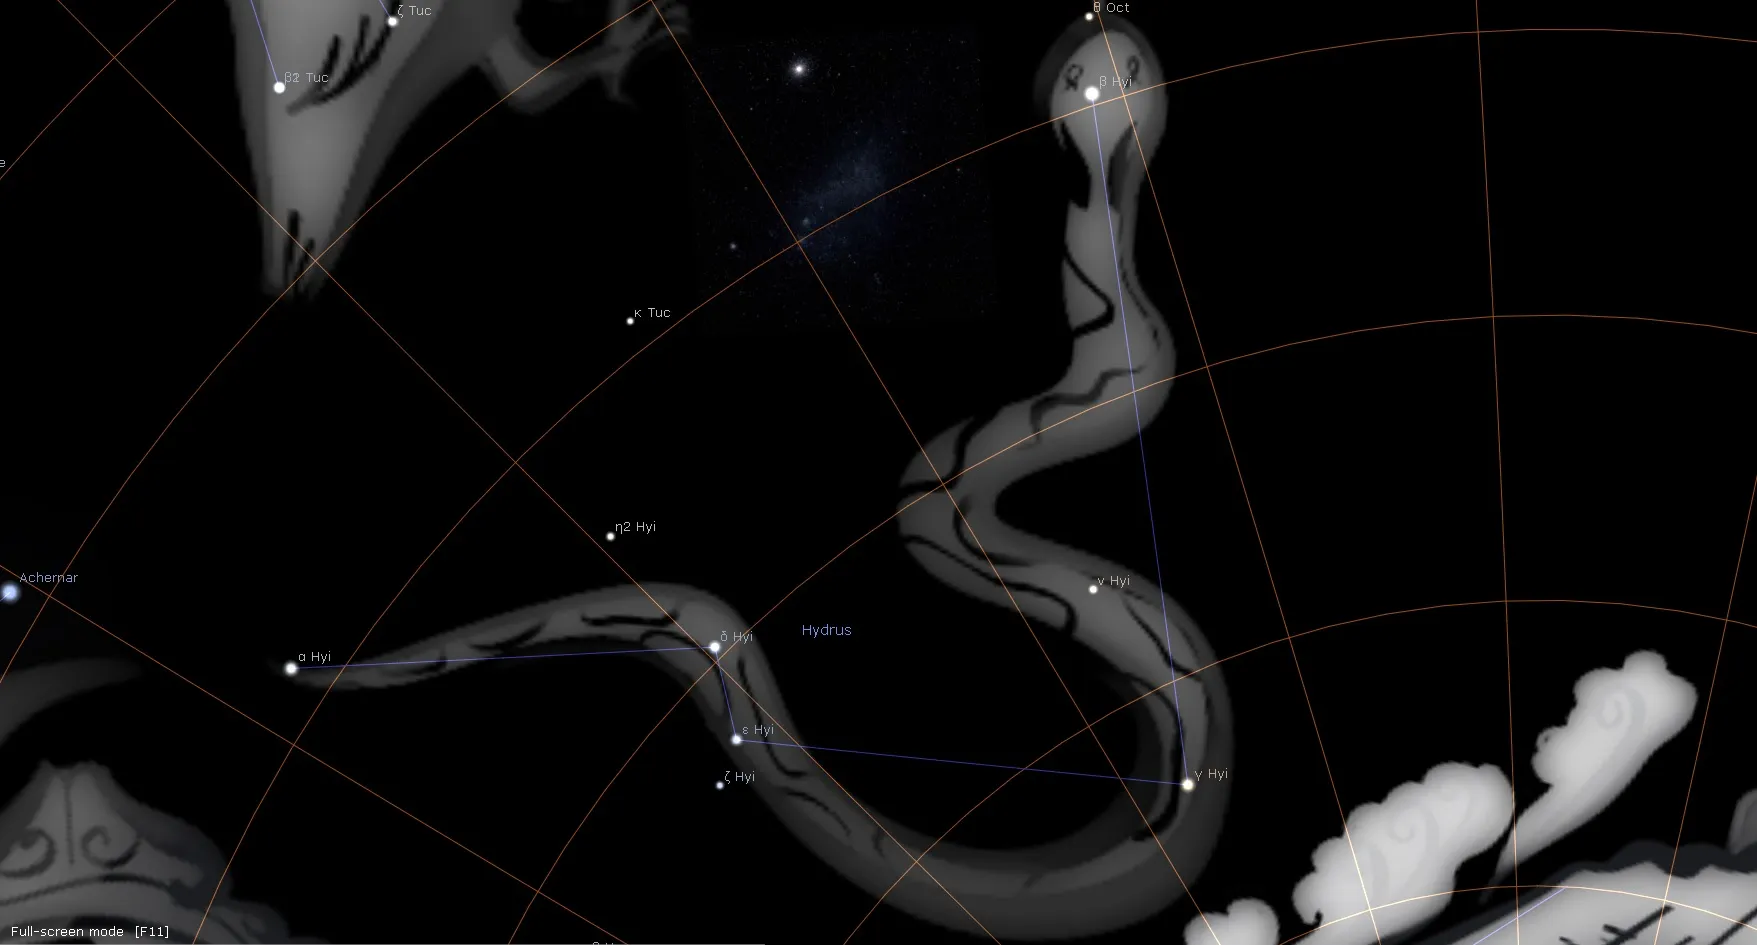 ζ Tuc
θ Oct
β2 Tuc
β Hyi
e
κ Tuc
η2 Hyi
Achernar
ν Hyi
Hydrus
δ Hyi
α Hyi
ε Hyi
ζ Hyi
γ Hyi
Full-screen mode [F11]